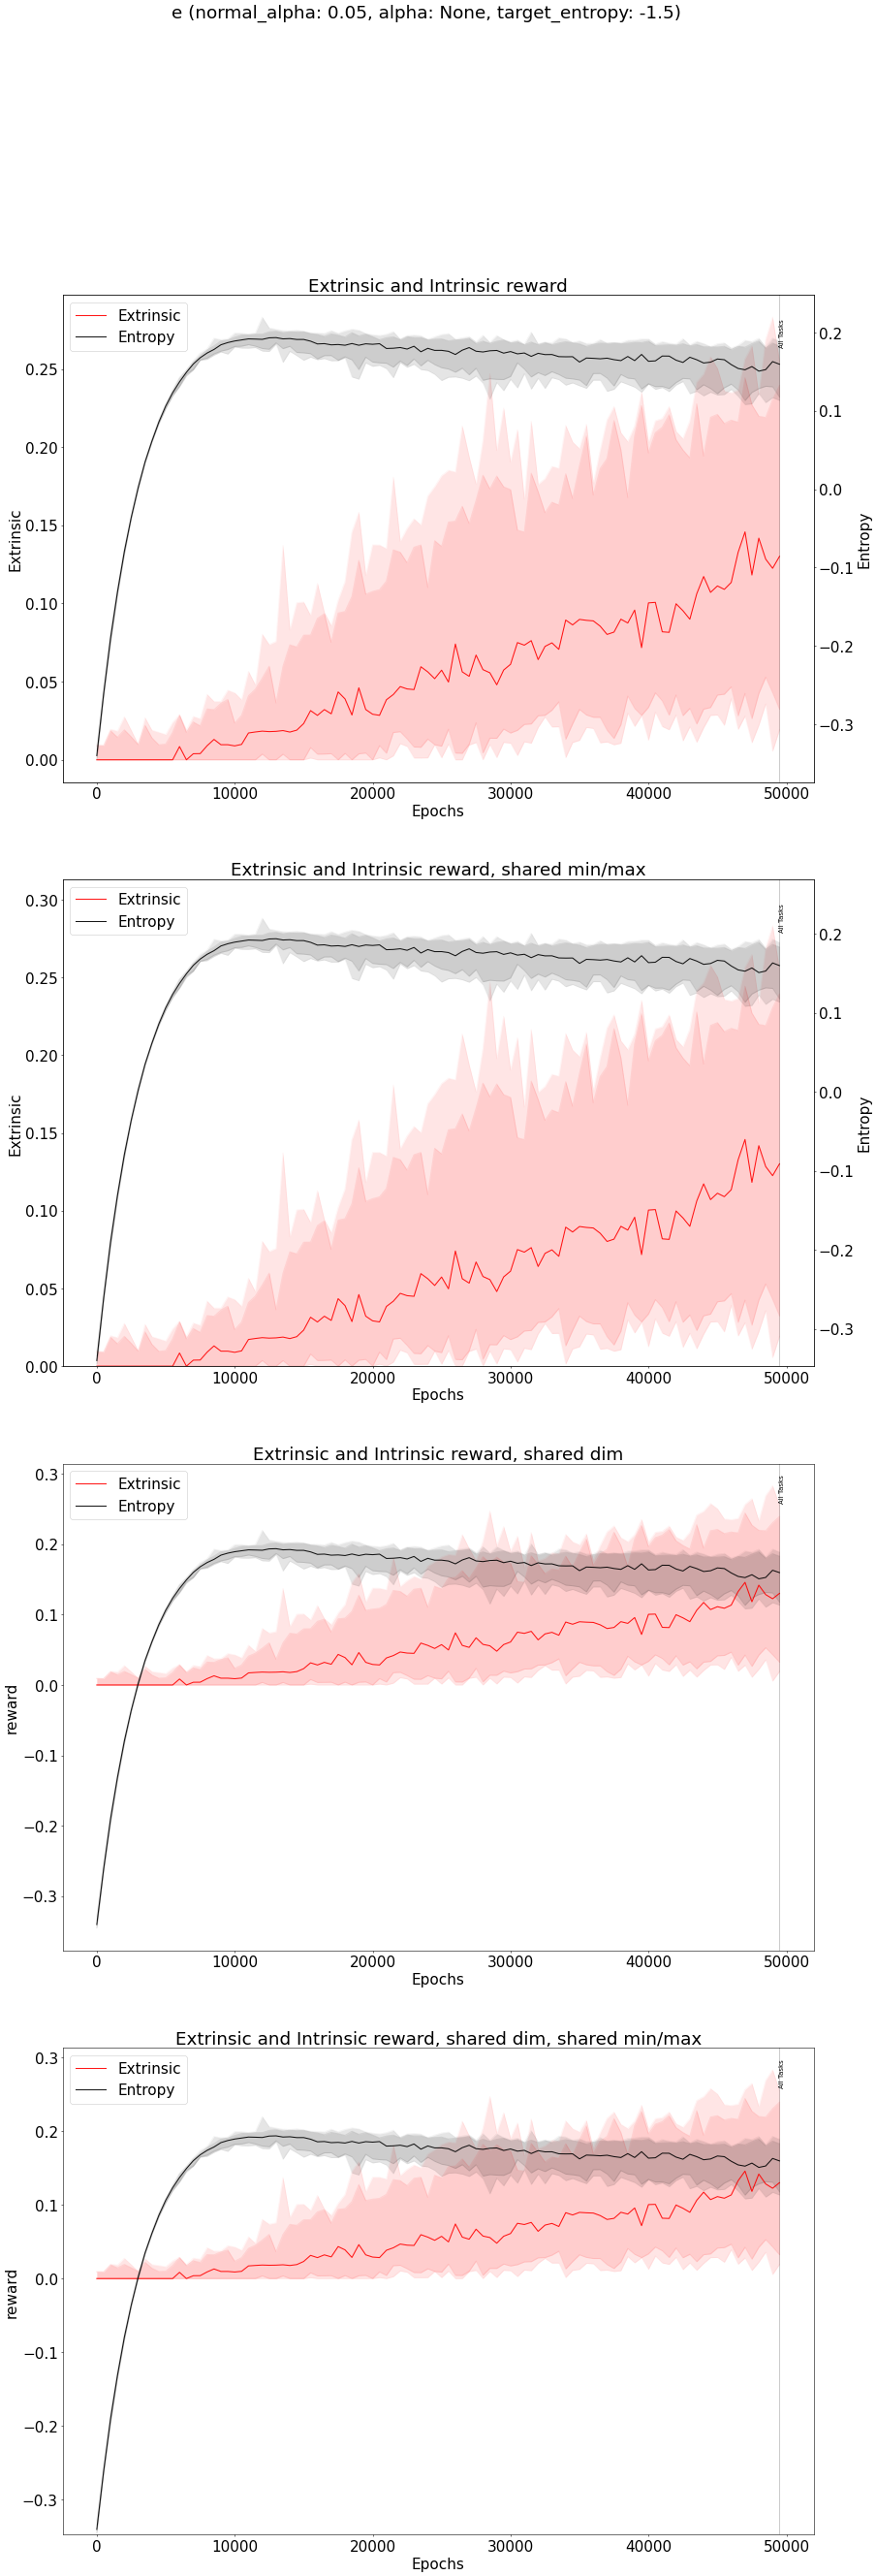 e (normal_alpha: 0.05, alpha: None, target_entropy: -1.5)
Extrinsic and Intrinsic reward
Extrinsic
Entropy
All Tasks
0.25
0.20
0.15
0.10
0.05
0.00
Extrinsic
0.2
0.1
0.0
−0.1
−0.2
−0.3
Entropy
0 10000 20000 30000 40000 50000
Epochs
Extrinsic and Intrinsic reward, shared min/max
Extrinsic
Entropy
All Tasks
0.30
0.25
0.20
0.15
0.10
0.05
0.00
Extrinsic
0.2
0.1
0.0
−0.1
−0.2
−0.3
Entropy
0 10000 20000 30000 40000 50000
Epochs
Extrinsic and Intrinsic reward, shared dim
Extrinsic
Entropy
All Tasks
0.3
0.2
0.1
0.0
−0.1
−0.2
−0.3
reward
0 10000 20000 30000 40000 50000
Epochs
Extrinsic and Intrinsic reward, shared dim, shared min/max
Extrinsic
Entropy
All Tasks
0.3
0.2
0.1
0.0
−0.1
−0.2
−0.3
reward
0 10000 20000 30000 40000 50000
Epochs